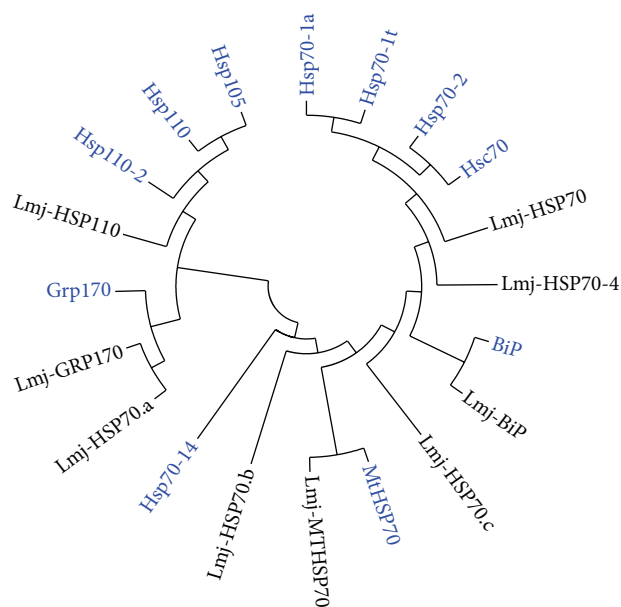 Hsp70-1a
Hsp70-1t
Hsp70-2
Hsc70
Lmj-HSP70
Lmj-HSP70-4
BiP
Lmj-BiP
Lmj-HSP70.c
MtHSP70
Lmj-MTHSP70
Lmj-HSP70.b
Hsp70-14
Lmj-HSP70.a
Lmj-GRP170
Grp170
Lmj-HSP110
Hsp110-2
Hsp110
Hsp105